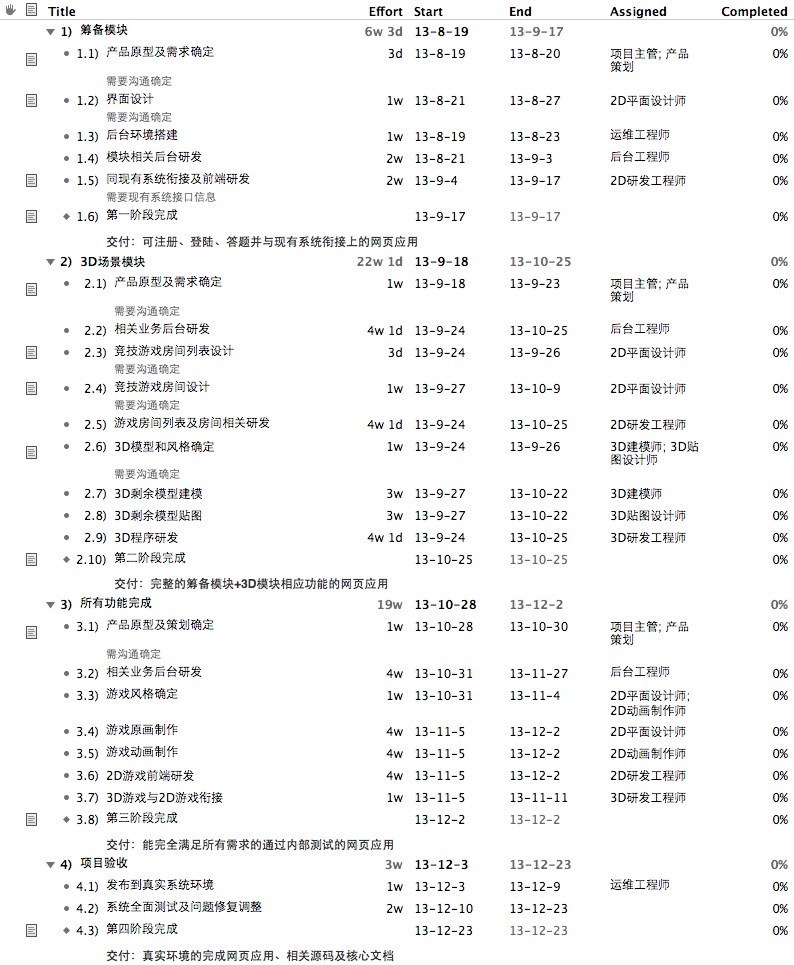 Title Effort Start End Assigned Completed
1) 筹备模块 6w 3d 13-8-19 13-9-17 0%
1.1) 产品原型及需求确定 3d 13-8-19 13-8-20 项目主管; 产品 0%
策划
需要沟通确定
1.2) 界面设计 1w 13-8-21 13-8-27 2D平面设计师 0%
需要沟通确定
1.3) 后台环境搭建 1w 13-8-19 13-8-23 运维工程师 0%
1.4) 模块相关后台研发 2w 13-8-21 13-9-3 后台工程师 0%
1.5) 同现有系统衔接及前端研发 2w 13-9-4 13-9-17 2D研发工程师 0%
需要现有系统接口信息
1.6) 第一阶段完成 13-9-17 13-9-17 0%
交付：可注册、登陆、答题并与现有系统衔接上的网页应用
2) 3D场景模块 22w 1d 13-9-18 13-10-25 0%
2.1) 产品原型及需求确定 1w 13-9-18 13-9-23 项目主管; 产品 0%
策划
需要沟通确定
2.2) 相关业务后台研发 4w 1d 13-9-24 13-10-25 后台工程师 0%
2.3) 竞技游戏房间列表设计 3d 13-9-24 13-9-26 2D平面设计师 0%
需要沟通确定
2.4) 竞技游戏房间设计 1w 13-9-27 13-10-9 2D平面设计师 0%
需要沟通确定
2.5) 游戏房间列表及房间相关研发 4w 1d 13-9-24 13-10-25 2D研发工程师 0%
2.6) 3D模型和风格确定 1w 13-9-24 13-9-26 3D建模师; 3D贴 0%
图设计师
需要沟通确定
2.7) 3D剩余模型建模 3w 13-9-27 13-10-22 3D建模师 0%
2.8) 3D剩余模型贴图 3w 13-9-27 13-10-22 3D贴图设计师 0%
2.9) 3D程序研发 4w 1d 13-9-24 13-10-25 3D研发工程师 0%
2.10) 第二阶段完成 13-10-25 13-10-25 0%
交付：完整的筹备模块+3D模块相应功能的网页应用
3) 所有功能完成 19w 13-10-28 13-12-2 0%
3.1) 产品原型及策划确定 1w 13-10-28 13-10-30 项目主管; 产品 0%
策划
需沟通确定
3.2) 相关业务后台研发 4w 13-10-31 13-11-27 后台工程师 0%
3.3) 游戏风格确定 1w 13-10-31 13-11-4 2D平面设计师; 0%
2D动画制作师
3.4) 游戏原画制作 4w 13-11-5 13-12-2 2D平面设计师 0%
3.5) 游戏动画制作 4w 13-11-5 13-12-2 2D动画制作师 0%
3.6) 2D游戏前端研发 4w 13-11-5 13-12-2 2D研发工程师 0%
3.7) 3D游戏与2D游戏衔接 1w 13-11-5 13-11-11 3D研发工程师 0%
3.8) 第三阶段完成 13-12-2 13-12-2 0%
交付：能完全满足所有需求的通过内部测试的网页应用
4) 项目验收 3w 13-12-3 13-12-23 0%
4.1) 发布到真实系统环境 1w 13-12-3 13-12-9 运维工程师 0%
4.2) 系统全面测试及问题修复调整 2w 13-12-10 13-12-23 0%
4.3) 第四阶段完成 13-12-23 13-12-23 0%
交付：真实环境的完成网页应用、相关源码及核心文档